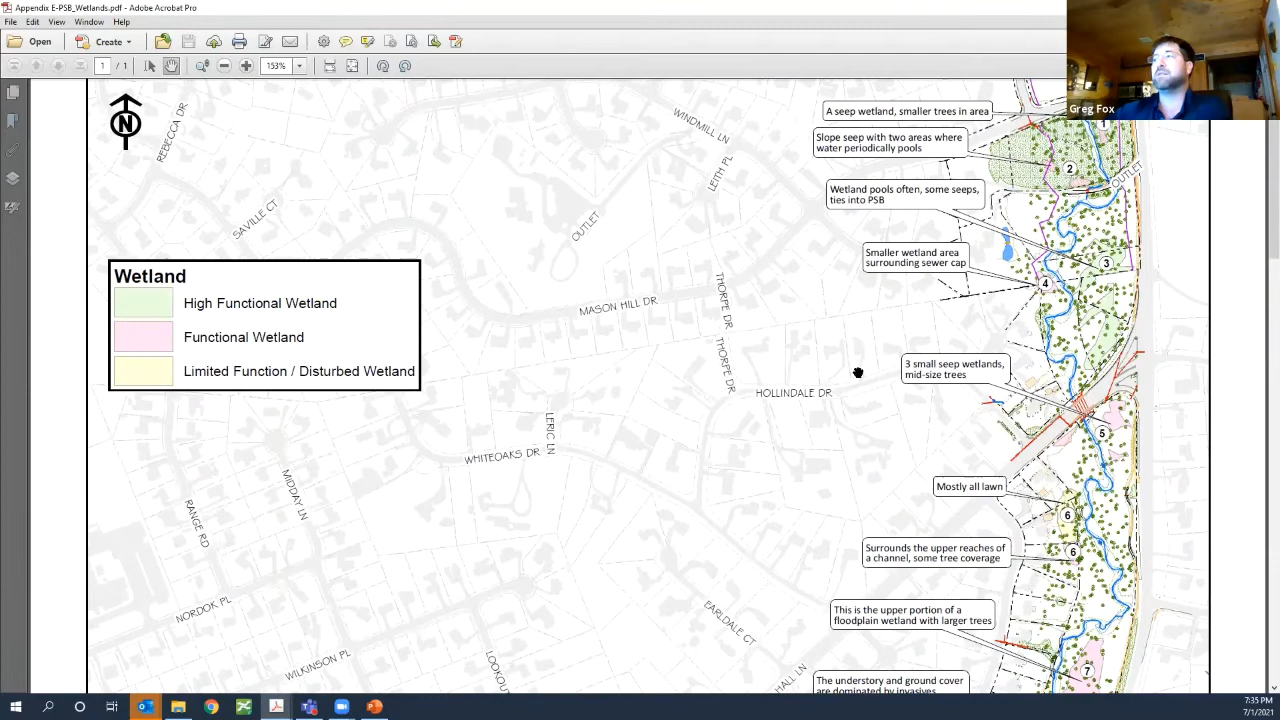 Appendix E-PSB_Wetlands.pdf - Adobe Acrobat Pro
File Edit View Window Help
Open Create
1 / 1 153%
Greg Fox
N
REBECCA DR
SAVILLE CT
OUTLET
WINDMILL LN
LEITH PL
A seep wetland, smaller trees in area
Slope seep with two areas where
water periodically pools
Wetland pools often, some seeps,
ties into PSB
Smaller wetland area
surrounding sewer cap
1
2
OUTLET
3
4
Wetland
High Functional Wetland
Functional Wetland
Limited Function / Disturbed Wetland
MASON HILL DR
THORPE DR
THORPE DR
HOLLINDALE DR
3 small seep wetlands,
mid-size trees
5
LERIC LN
WHITEOAKS DR
MIDDAY LN
RANGE RD
Mostly all lawn
6
Surrounds the upper reaches of
a channel, some tree coverage
6
NORDOK PL
WILKINSON PL
EARLDALE CT
This is the upper portion of a
floodplain wetland with larger trees
7
LOOKOU
HALL LN
The understory and ground cover
are dominated by invasives
7:35 PM
7/1/2021